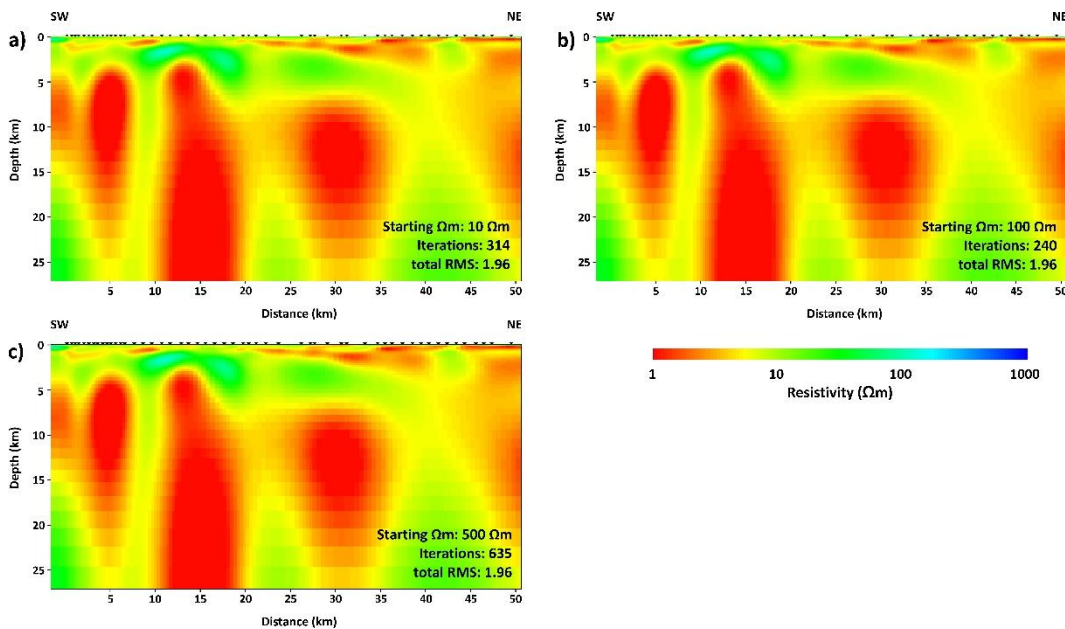 SW NE
a)
0
5
10
15
20
25
Depth (km)
Starting Ωm: 10 Ωm
Iterations: 314
total RMS: 1.96
5 10 15 20 25 30 35 40 45 50
Distance (km)
SW NE
b)
0
5
10
15
20
25
Depth (km)
Starting Ωm: 100 Ωm
Iterations: 240
total RMS: 1.96
5 10 15 20 25 30 35 40 45 50
Distance (km)
SW NE
c)
0
5
10
15
20
25
Depth (km)
Starting Ωm: 500 Ωm
Iterations: 635
total RMS: 1.96
5 10 15 20 25 30 35 40 45 50
Distance (km)
1 10 100 1000
Resistivity (Ωm)